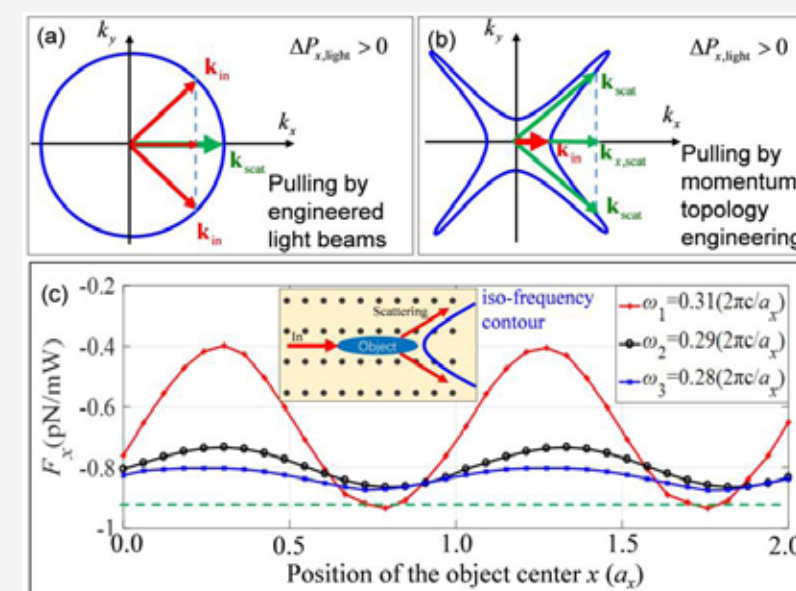 (a)
k_y
ΔP_x,light > 0
k_in
k_x
k_scat
k_in
Pulling by
engineered
light beams
(b)
k_y
ΔP_x,light > 0
k_scat
k_x
k_in
k_x,scat
k_scat
Pulling by
momentum
topology
engineering
(c)
-0.2
-0.4
-0.6
-0.8
-1
F_x(pN/mW)
Scattering
In
Object
iso-frequency
contour
ω_1=0.31(2πc/a_x)
ω_2=0.29(2πc/a_x)
ω_3=0.28(2πc/a_x)
0.0
0.5
1.0
1.5
2.0
Position of the object center x (a_x)